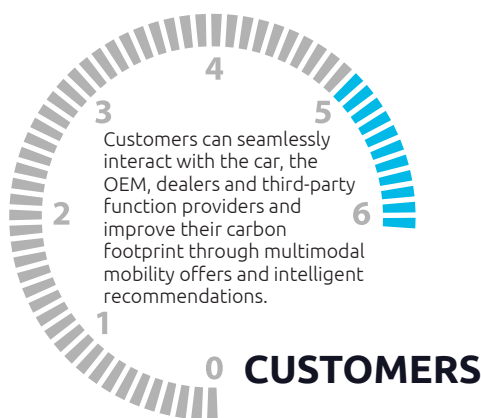 4
3
5
Customers can seamlessly
interact with the car, the
OEM, dealers and third-party
function providers and
improve their carbon
footprint through multimodal
mobility offers and intelligent
recommendations.
2
6
1
0
CUSTOMERS